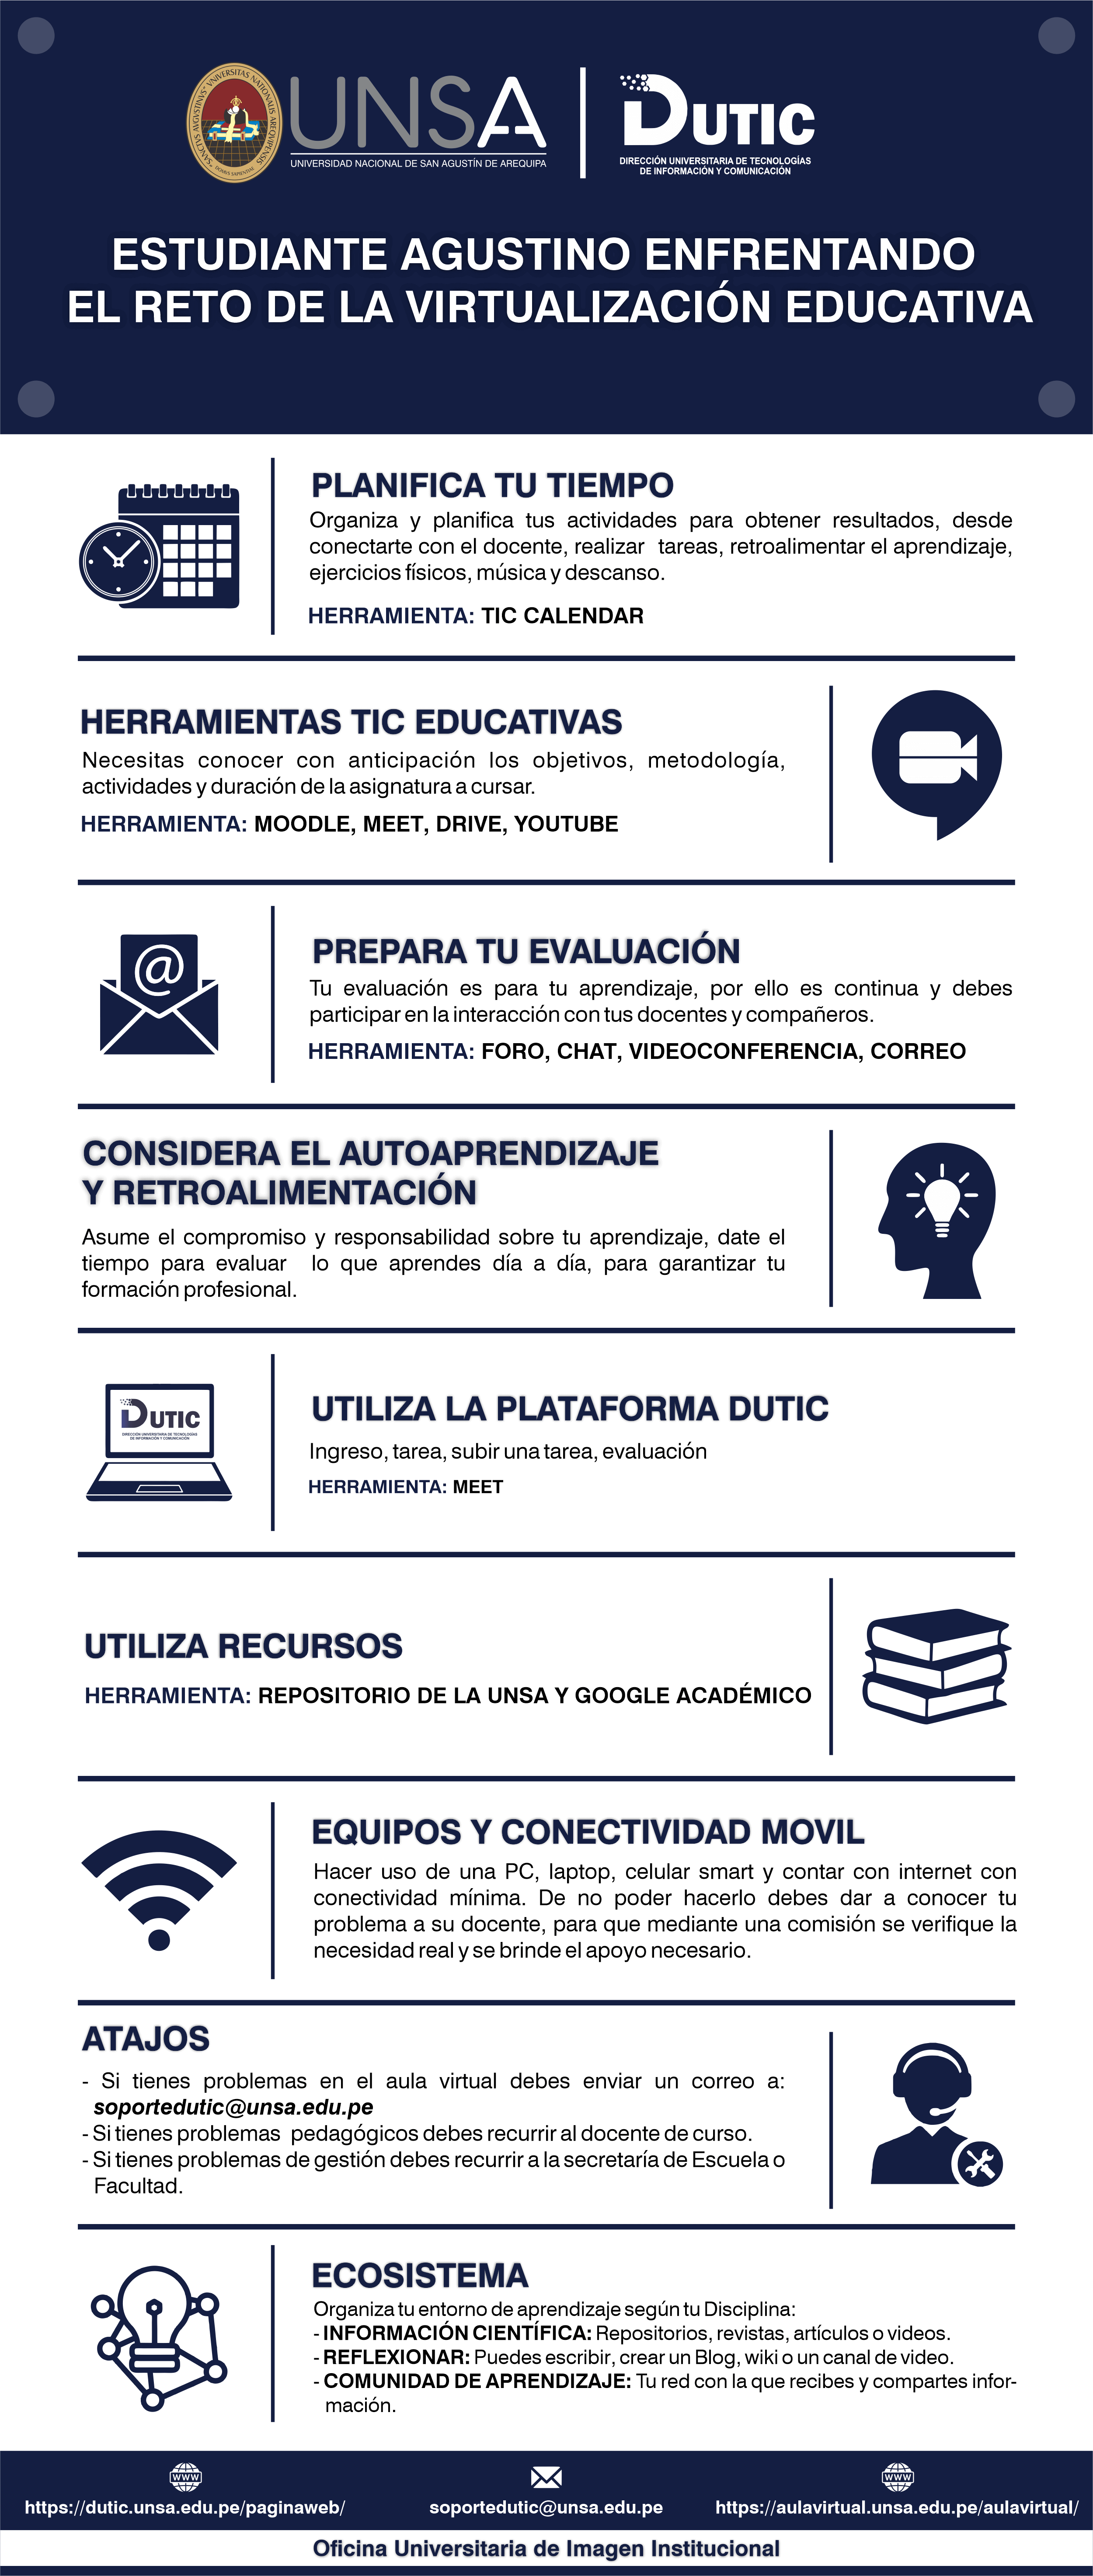 SANCTVS AVGVSTINVS
VNIVERSITAS NATIONALIS AREQVIPENSIS
UNSA
UNIVERSIDAD NACIONAL DE SAN AGUSTÍN DE AREQUIPA
DUTIC
DIRECCIÓN UNIVERSITARIA DE TECNOLOGÍAS
DE INFORMACIÓN Y COMUNICACIÓN
ESTUDIANTE AGUSTINO ENFRENTANDO
EL RETO DE LA VIRTUALIZACIÓN EDUCATIVA
PLANIFICA TU TIEMPO
Organiza y planifica tus actividades para obtener resultados, desde
conectarte con el docente, realizar tareas, retroalimentar el aprendizaje,
ejercicios físicos, música y descanso.
HERRAMIENTA: TIC CALENDAR
HERRAMIENTAS TIC EDUCATIVAS
Necesitas conocer con anticipación los objetivos, metodología,
actividades y duración de la asignatura a cursar.
HERRAMIENTA: MOODLE, MEET, DRIVE, YOUTUBE
@
PREPARA TU EVALUACIÓN
Tu evaluación es para tu aprendizaje, por ello es continua y debes
participar en la interacción con tus docentes y compañeros.
HERRAMIENTA: FORO, CHAT, VIDEOCONFERENCIA, CORREO
CONSIDERA EL AUTOAPRENDIZAJE
Y RETROALIMENTACIÓN
Asume el compromiso y responsabilidad sobre tu aprendizaje, date el
tiempo para evaluar lo que aprendes día a día, para garantizar tu
formación profesional.
DUTIC
DIRECCIÓN UNIVERSITARIA DE TECNOLOGÍAS
DE INFORMACIÓN Y COMUNICACIÓN
UTILIZA LA PLATAFORMA DUTIC
Ingreso, tarea, subir una tarea, evaluación
HERRAMIENTA: MEET
UTILIZA RECURSOS
HERRAMIENTA: REPOSITORIO DE LA UNSA Y GOOGLE ACADÉMICO
EQUIPOS Y CONECTIVIDAD MOVIL
Hacer uso de una PC, laptop, celular smart y contar con internet con
conectividad mínima. De no poder hacerlo debes dar a conocer tu
problema a su docente, para que mediante una comisión se verifique la
necesidad real y se brinde el apoyo necesario.
ATAJOS
- Si tienes problemas en el aula virtual debes enviar un correo a:
soportedutic@unsa.edu.pe
- Si tienes problemas pedagógicos debes recurrir al docente de curso.
- Si tienes problemas de gestión debes recurrir a la secretaría de Escuela o
Facultad.
ECOSISTEMA
Organiza tu entorno de aprendizaje según tu Disciplina:
- INFORMACIÓN CIENTÍFICA: Repositorios, revistas, artículos o videos.
- REFLEXIONAR: Puedes escribir, crear un Blog, wiki o un canal de video.
- COMUNIDAD DE APRENDIZAJE: Tu red con la que recibes y compartes infor-
mación.
www
www
https://dutic.unsa.edu.pe/paginaweb/
soportedutic@unsa.edu.pe
https://aulavirtual.unsa.edu.pe/aulavirtual/
Oficina Universitaria de Imagen Institucional